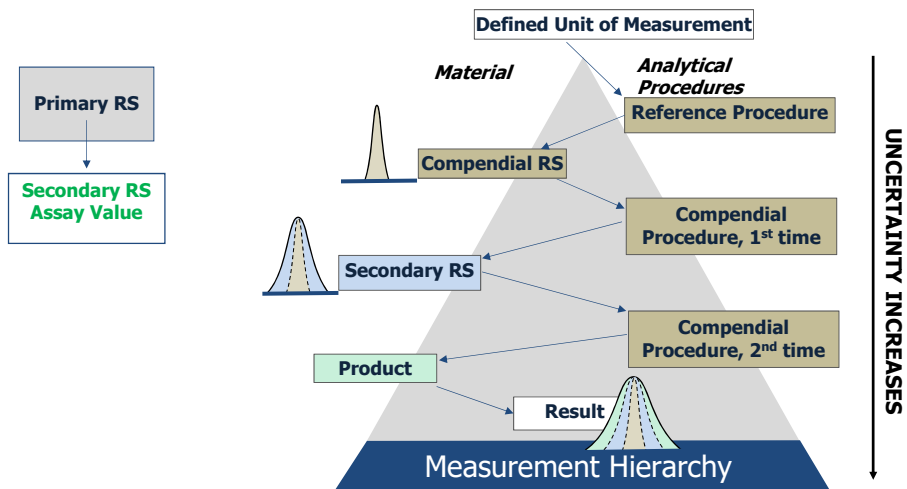 Defined Unit of Measurement
Material
Analytical
Procedures
Primary RS
Reference Procedure
Compendial RS
Secondary RS
Assay Value
Compendial
Procedure, 1st time
Secondary RS
Compendial
Procedure, 2nd time
Product
Result
Measurement Hierarchy
UNCERTAINTY INCREASES